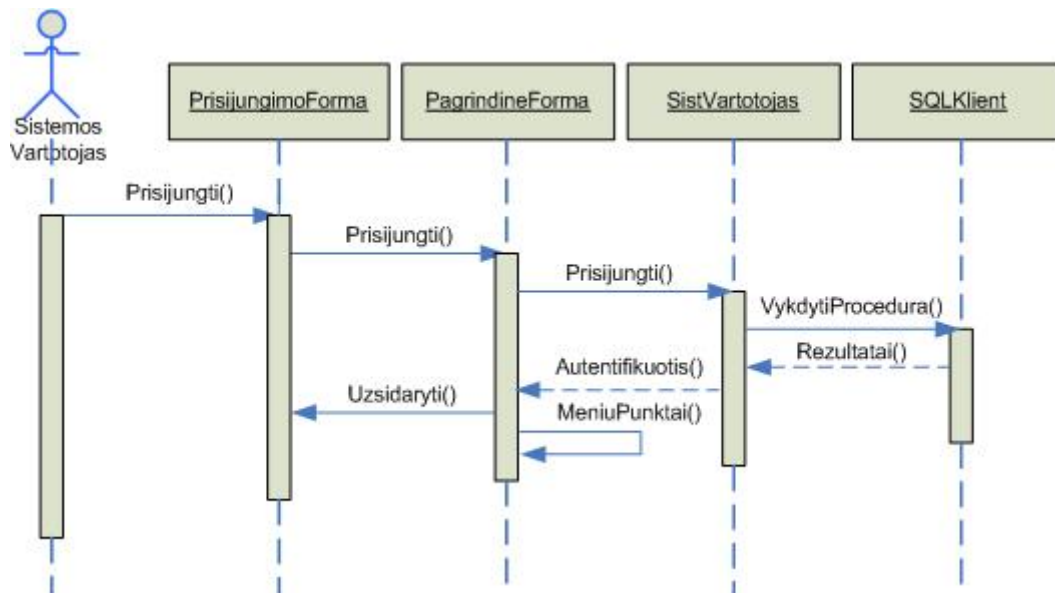 Sistemos
Vartotojas
PrisijungimoForma
PagrindineForma
SistVartotojas
SQLKlient
Prisijungti()
Prisijungti()
Prisijungti()
VykdytiProcedura()
Rezultatai()
Autentifikuotis()
Uzsidaryti()
MeniuPunktai()